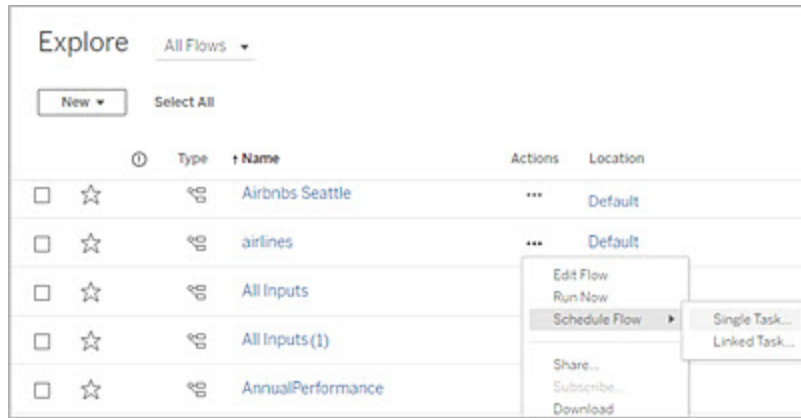 Explore All Flows
New Select All
Type ↑ Name Actions Location
Airbnbs Seattle ... Default
airlines ... Default
All Inputs
All Inputs (1)
AnnualPerformance
Edit Flow
Run Now
Schedule Flow
Single Task...
Linked Task...
Share...
Subscribe...
Download